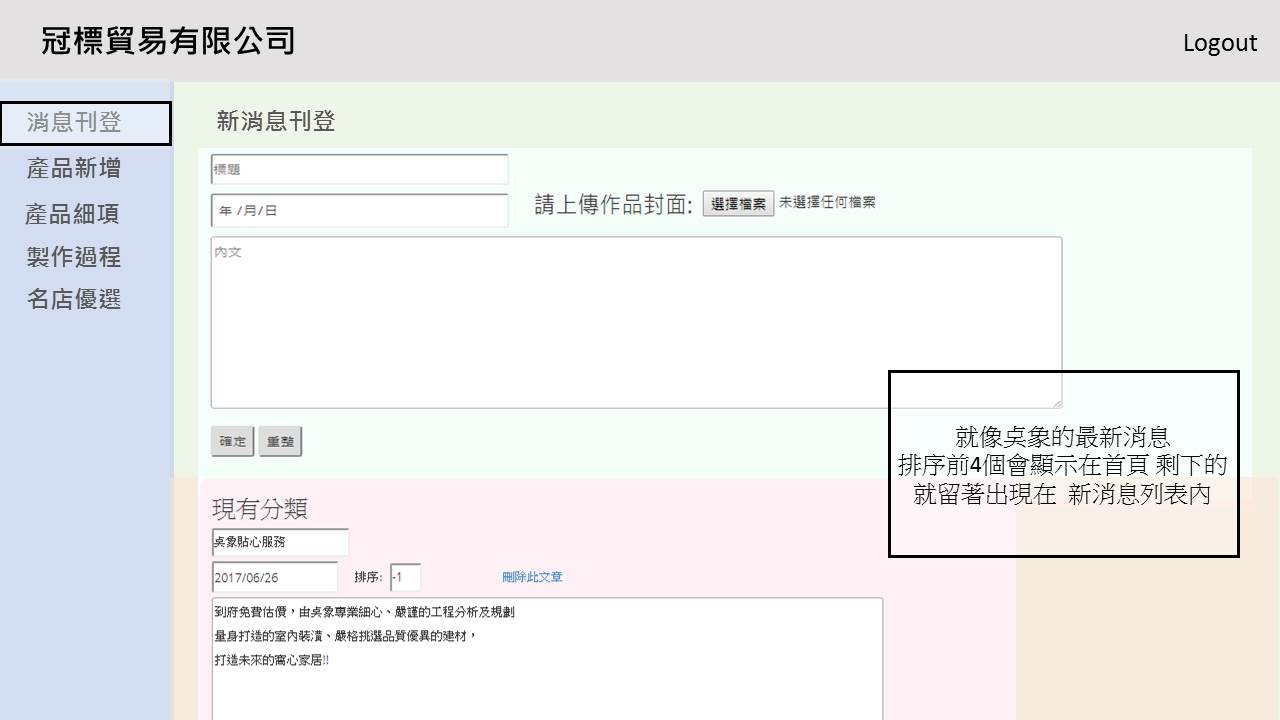 冠標貿易有限公司
Logout
消息刊登
產品新增
產品細項
製作過程
名店優選
新消息刊登
標題
年 /月/日
請上傳作品封面: 選擇檔案 未選擇任何檔案
內文
確定 重整
就像桌象的最新消息
排序前4個會顯示在首頁 剩下的
就留著出現在 新消息列表內
現有分類
桌象貼心服務
2017/06/26 排序: -1 刪除此文章
到府免費估價，由桌象專業細心、嚴謹的工程分析及規劃
量身打造的室內裝潢、嚴格挑選品質優異的建材，
打造未來的窩心家居!!